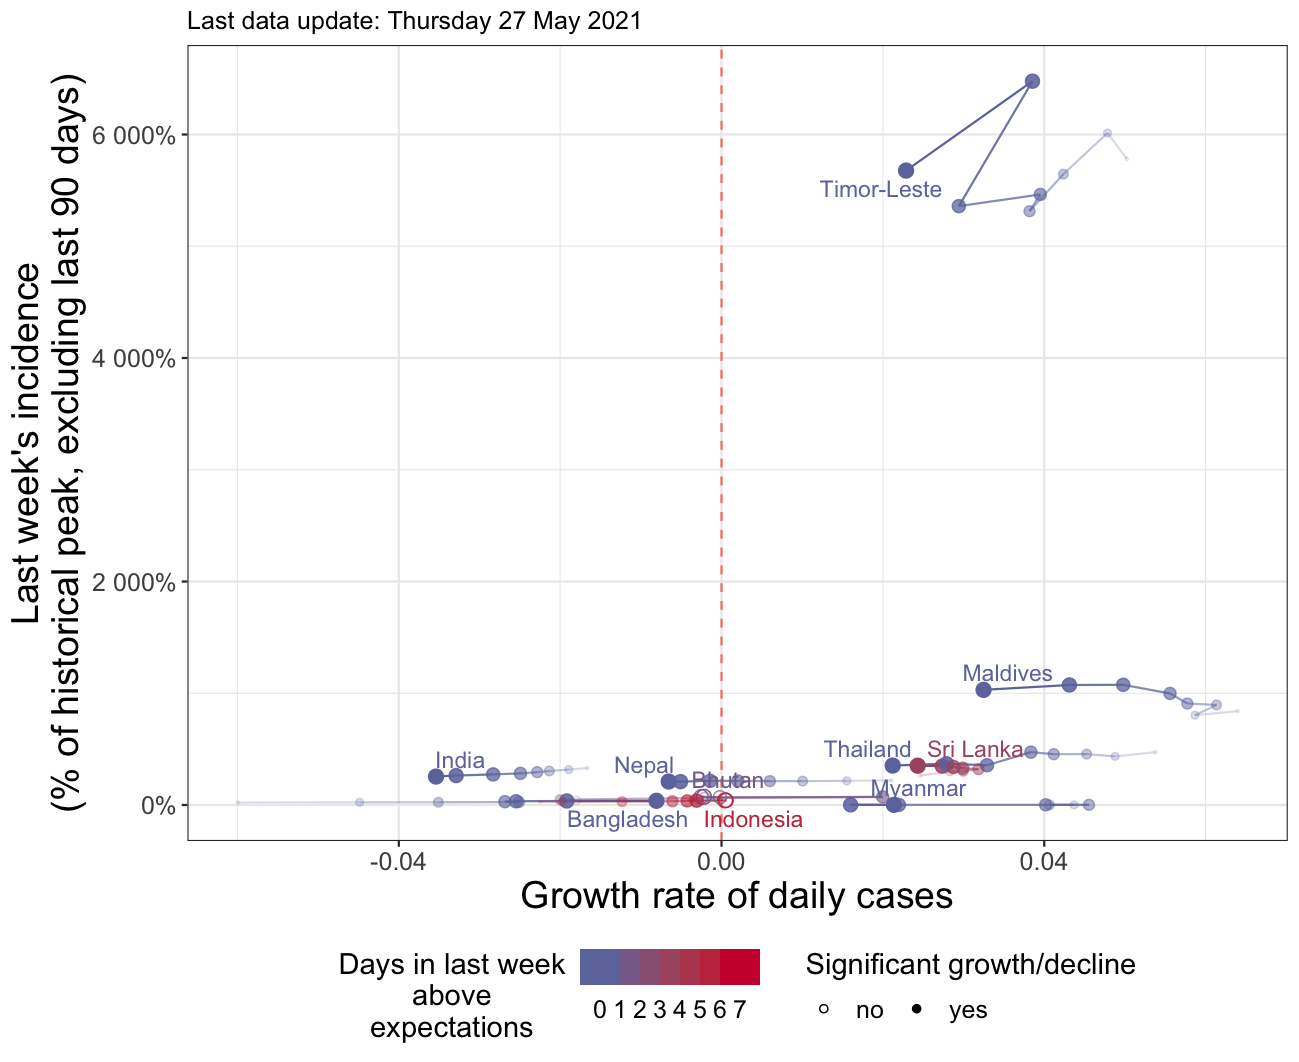 Last data update: Thursday 27 May 2021
Last week's incidence
(% of historical peak, excluding last 90 days)
6 000%
4 000%
2 000%
0%
Timor-Leste
Maldives
Thailand
Sri Lanka
India
Nepal
Bhutan
Myanmar
Bangladesh
Indonesia
-0.04
0.00
0.04
Growth rate of daily cases
Days in last week
above
expectations
0 1 2 3 4 5 6 7
Significant growth/decline
no
yes